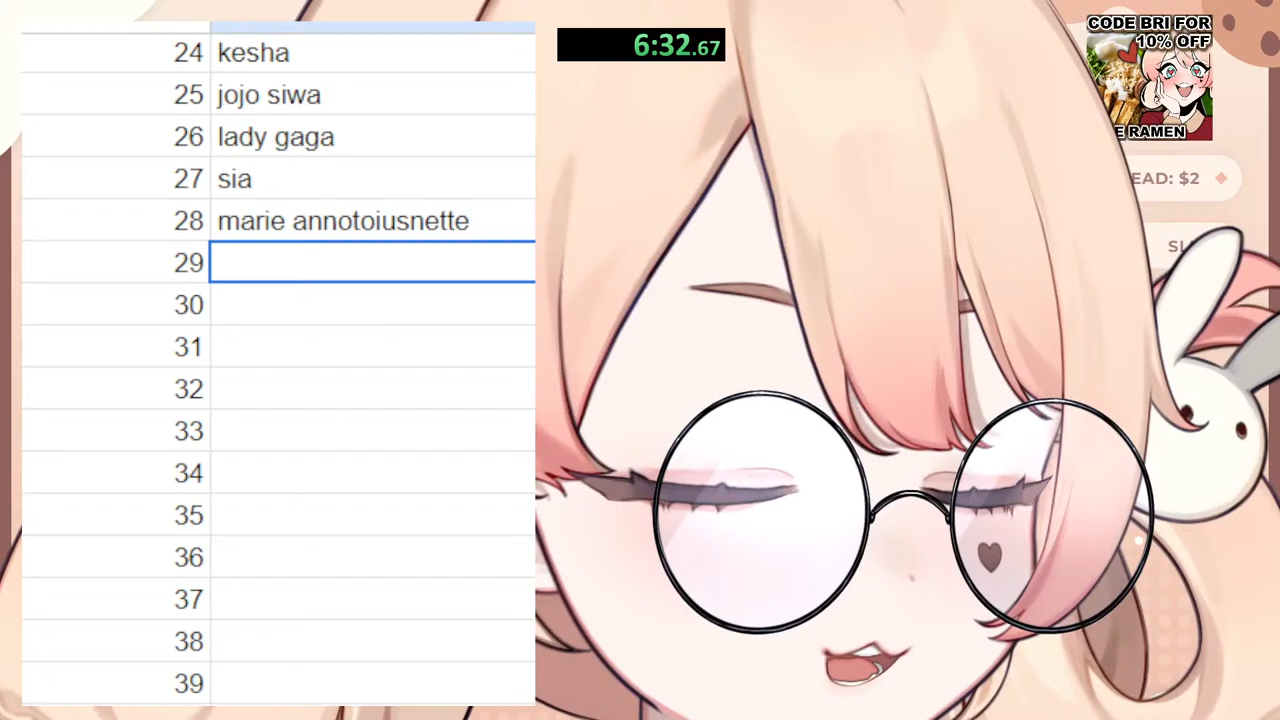 24 kesha
25 jojo siwa
26 lady gaga
27 sia
28 marie annotoiusnette
29
30
31
32
33
34
35
36
37
38
39
6:32.67
CODE BRI FOR
10% OFF
RAMEN
EAD: $2